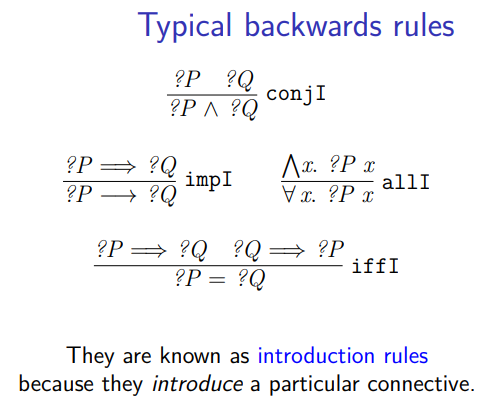 Typical backwards rules
?P ?Q
?P ∧ ?Q conjI
?P ⟹ ?Q
?P ⟶ ?Q impI
⋀x. ?P x
∀ x. ?P x allI
?P ⟹ ?Q ?Q ⟹ ?P
?P = ?Q iffI
They are known as introduction rules
because they introduce a particular connective.